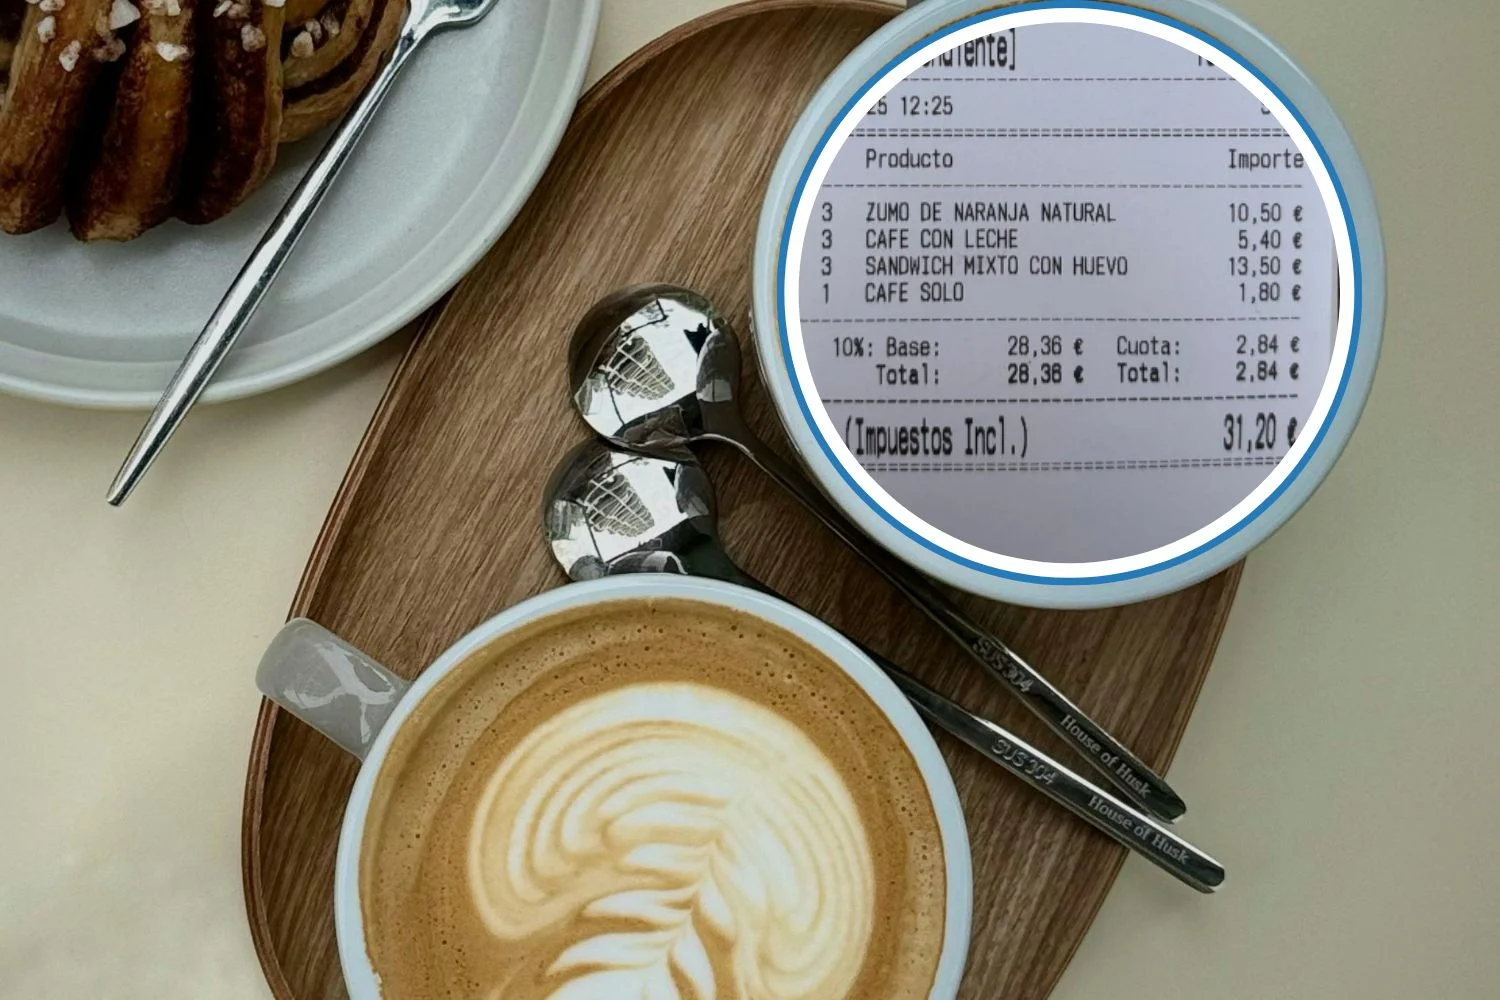 25 12:25
Producto Importe
3 ZUMO DE NARANJA NATURAL 10,50 €
3 CAFE CON LECHE 5,40 €
3 SANDWICH MIXTO CON HUEVO 13,50 €
1 CAFE SOLO 1,80 €
10%: Base: 28,36 € Cuota: 2,84 €
Total: 28,36 € Total: 2,84 €
(Impuestos Incl.) 31,20 €
SUS 304
House of Husk
SUS 304
House of Husk